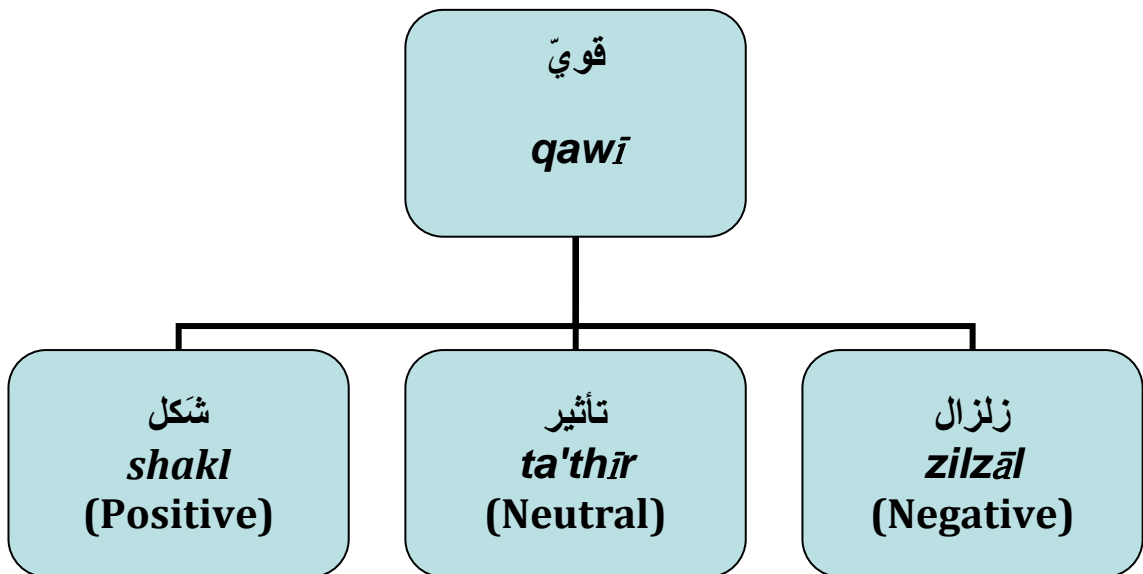 قويّ
qawī
شَكل
shakl
(Positive)
تأثير
ta'thīr
(Neutral)
زلزال
zilzāl
(Negative)